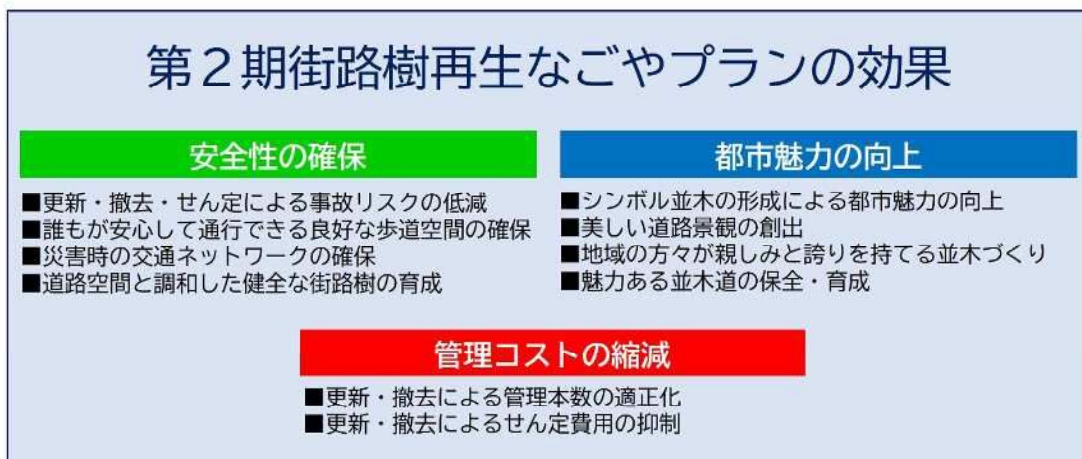 第２期街路樹再生なごやプランの効果
安全性の確保
■更新・撤去・せん定による事故リスクの低減
■誰もが安心して通行できる良好な歩道空間の確保
■災害時の交通ネットワークの確保
■道路空間と調和した健全な街路樹の育成
都市魅力の向上
■シンボル並木の形成による都市魅力の向上
■美しい道路景観の創出
■地域の方々が親しみと誇りを持てる並木づくり
■魅力ある並木道の保全・育成
管理コストの縮減
■更新・撤去による管理本数の適正化
■更新・撤去によるせん定費用の抑制